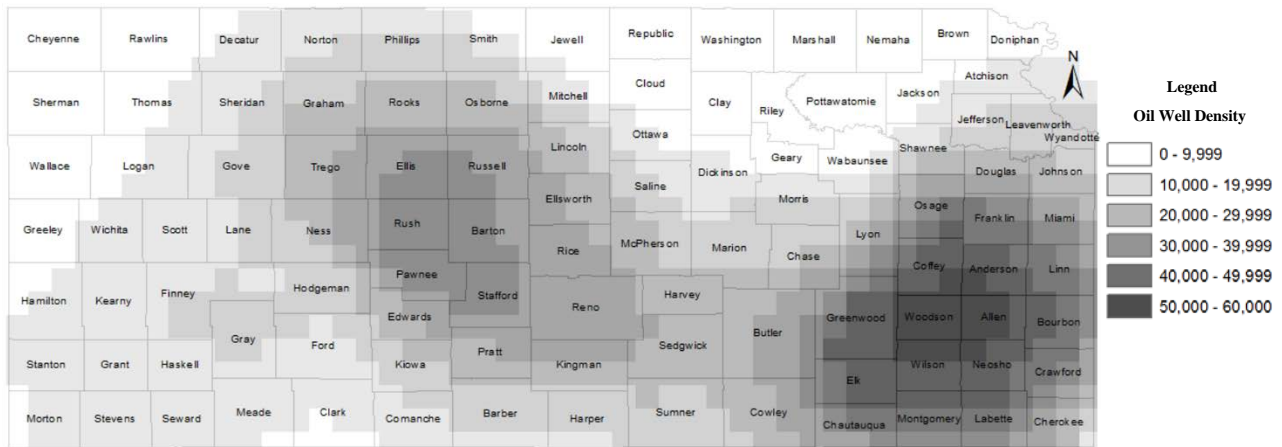 Cheyenne Rawlins Decatur Norton Phillips Smith Jewell Republic Washington Marshall Nemaha Brown Doniphan
N
Atchison
Sherman Thomas Sheridan Graham Rooks Osborne Mitchell Cloud Clay Riley Pottawatomie Jackson
Jefferson Leavenworth
Wyandotte
Ottawa
Wallace Logan Gove Trego Ellis Russell Lincoln Saline Dickinson Geary Wabaunsee Shawnee Douglas Johnson
Morris
Greeley Wichita Scott Lane Ness Rush Barton Ellsworth Rice McPherson Marion Chase Lyon Osage Franklin Miami
Hamilton Kearny Finney Hodgeman Pawnee Stafford Reno Harvey Coffey Anderson Linn
Gray Ford Edwards Pratt Sedgwick Butler Greenwood Woodson Allen Bourbon
Stanton Grant Haskell Kiowa Kingman Elk Wilson Neosho Crawford
Morton Stevens Seward Meade Clark Comanche Barber Harper Sumner Cowley Chautauqua Montgomery Labette Cherokee
Legend
Oil Well Density
0 - 9,999
10,000 - 19,999
20,000 - 29,999
30,000 - 39,999
40,000 - 49,999
50,000 - 60,000